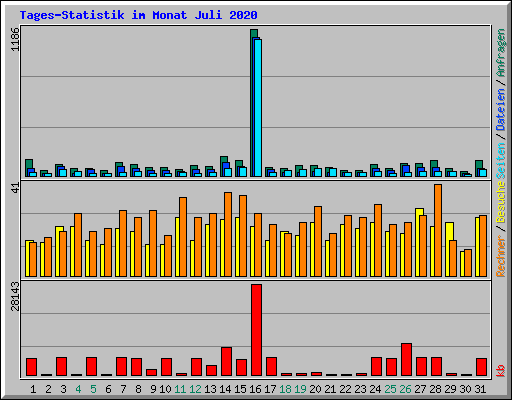 Tages-Statistik im Monat Juli 2020
1186
41
28143
Seiten / Dateien / Anfragen
Rechner / Besuche
kb
1 2 3 4 5 6 7 8 9 10 11 12 13 14 15 16 17 18 19 20 21 22 23 24 25 26 27 28 29 30 31